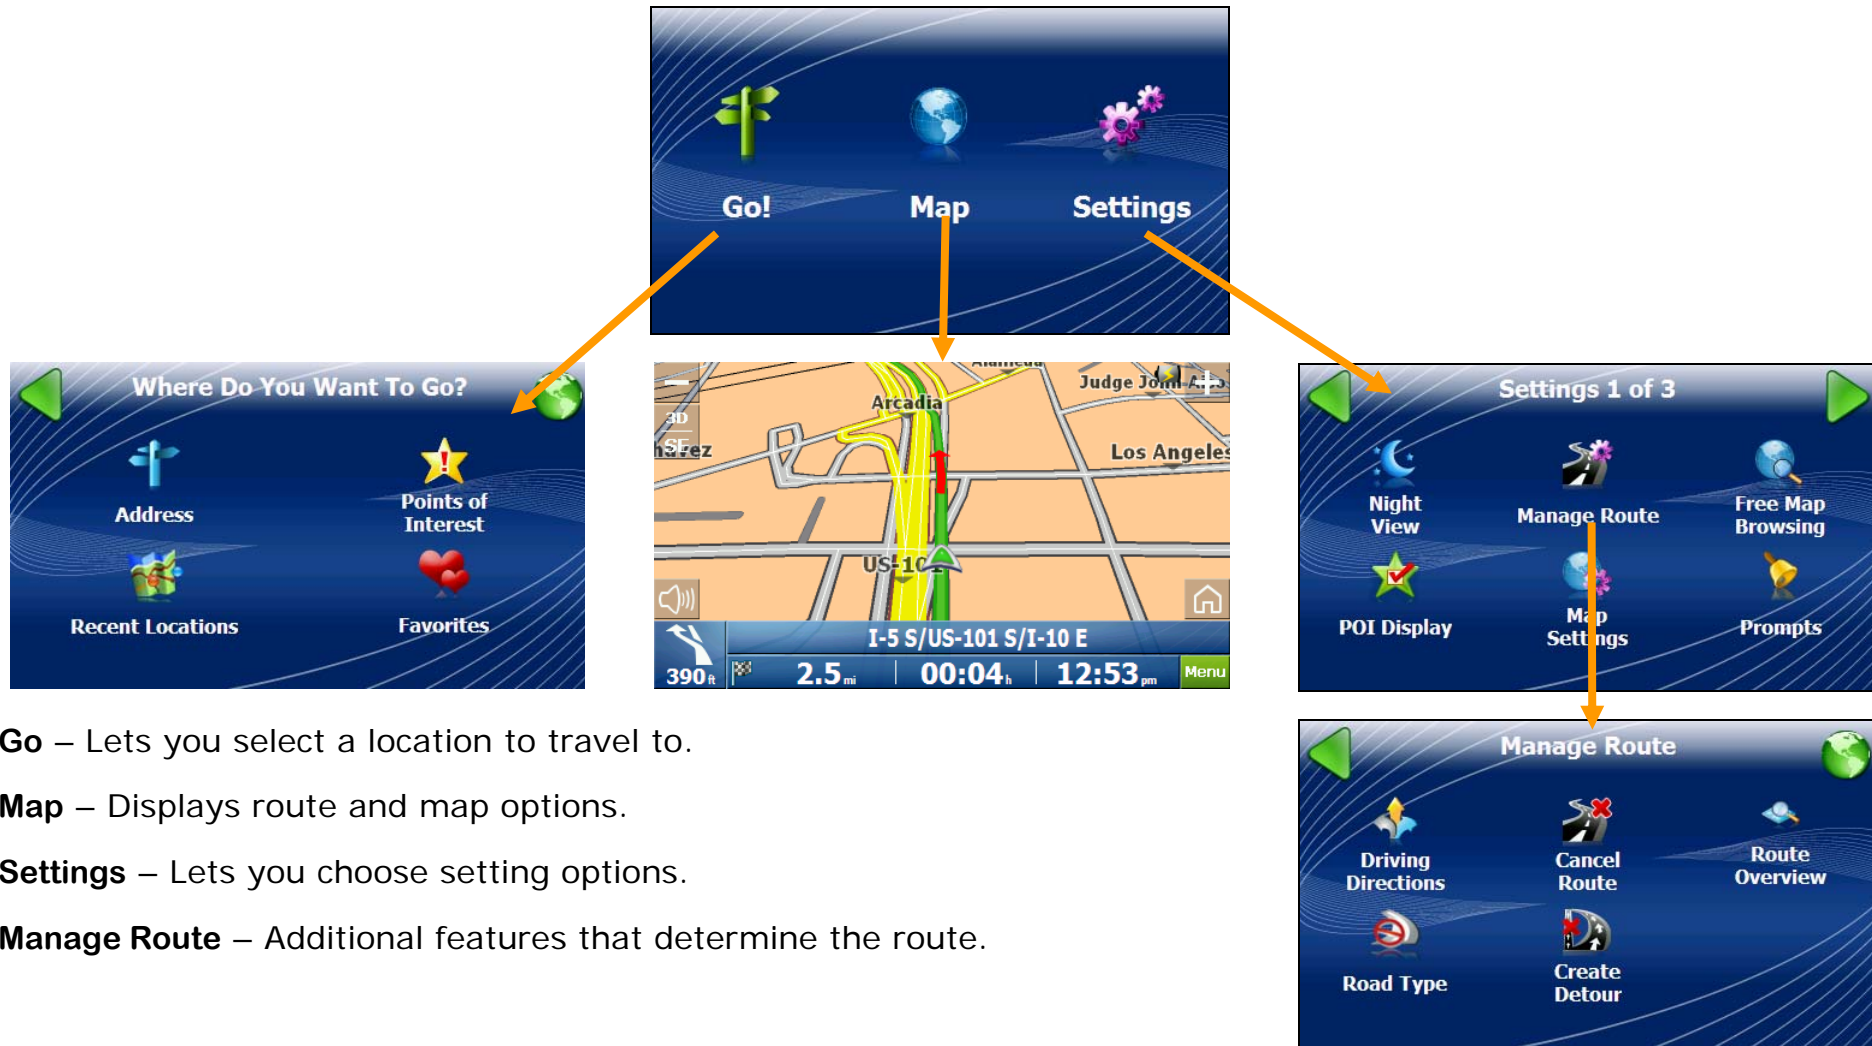 Go!
Map
Settings
Where Do You Want To Go?
Address
Points of
Interest
Recent Locations
Favorites
Arcadia
Judge John
Los Angeles
3D
SE
US-101
I-5 S/US-101 S/I-10 E
390 ft
2.5 mi
00:04 h
12:53 pm
Menu
Settings 1 of 3
Night
View
Manage Route
Free Map
Browsing
POI Display
Map
Settings
Prompts
Manage Route
Driving
Directions
Cancel
Route
Route
Overview
Road Type
Create
Detour
Go – Lets you select a location to travel to.
Map – Displays route and map options.
Settings – Lets you choose setting options.
Manage Route – Additional features that determine the route.